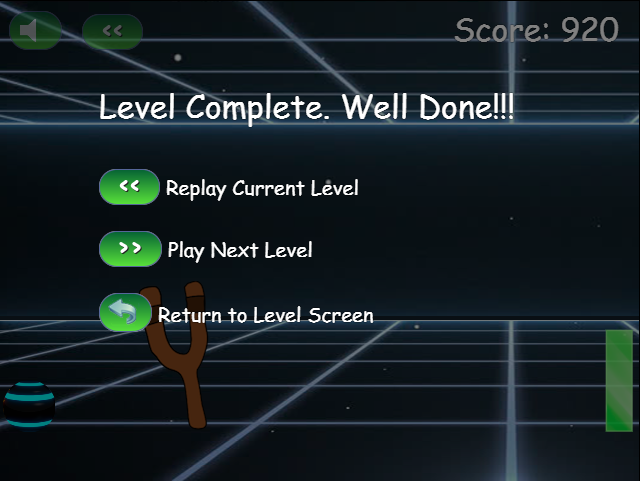 <<
Score: 920
Level Complete. Well Done!!!
<< Replay Current Level
>> Play Next Level
Return to Level Screen